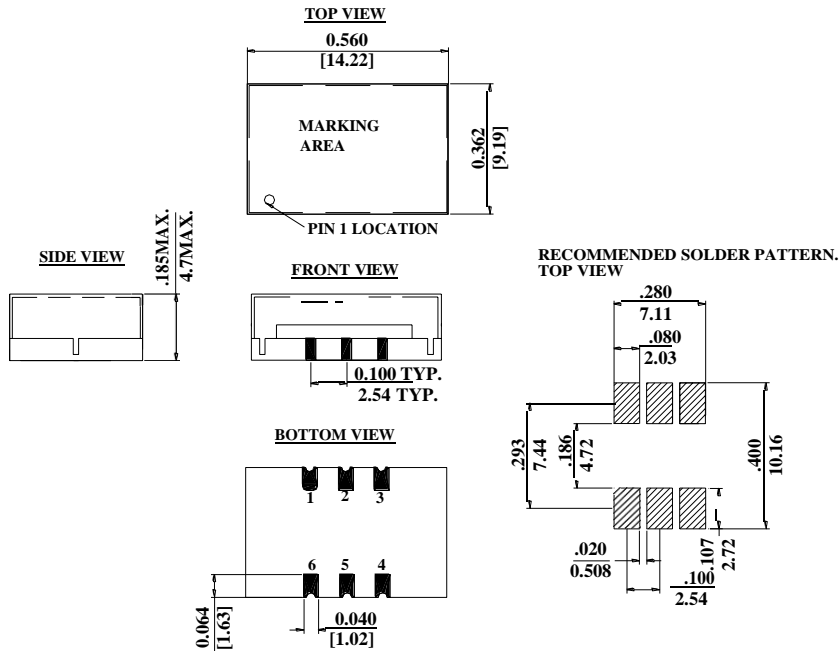 TOP VIEW
0.560
[14.22]
MARKING
AREA
0.362
[9.19]
PIN 1 LOCATION
SIDE VIEW
.185MAX.
4.7MAX.
FRONT VIEW
0.100 TYP.
2.54 TYP.
BOTTOM VIEW
1 2 3
6 5 4
0.064
[1.63]
0.040
[1.02]
RECOMMENDED SOLDER PATTERN.
TOP VIEW
.280
7.11
.080
2.03
.293
7.44
.186
4.72
.400
10.16
.107
2.72
.020
0.508
.100
2.54